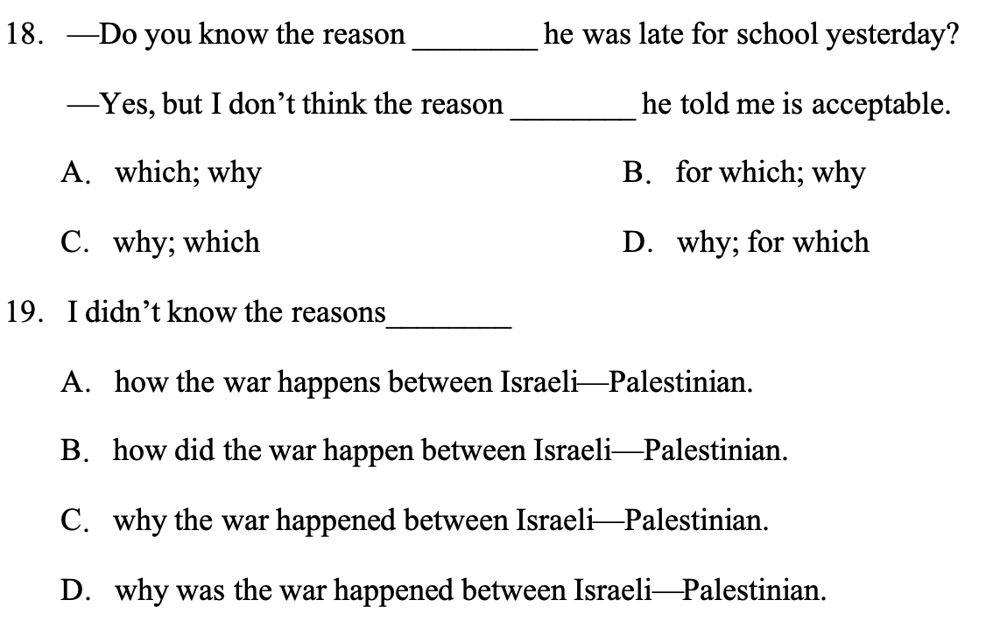 18. —Do you know the reason ________ he was late for school yesterday?
—Yes, but I don’t think the reason ________ he told me is acceptable.
A. which; why B. for which; why
C. why; which D. why; for which
19. I didn’t know the reasons________
A. how the war happens between Israeli—Palestinian.
B. how did the war happen between Israeli—Palestinian.
C. why the war happened between Israeli—Palestinian.
D. why was the war happened between Israeli—Palestinian.